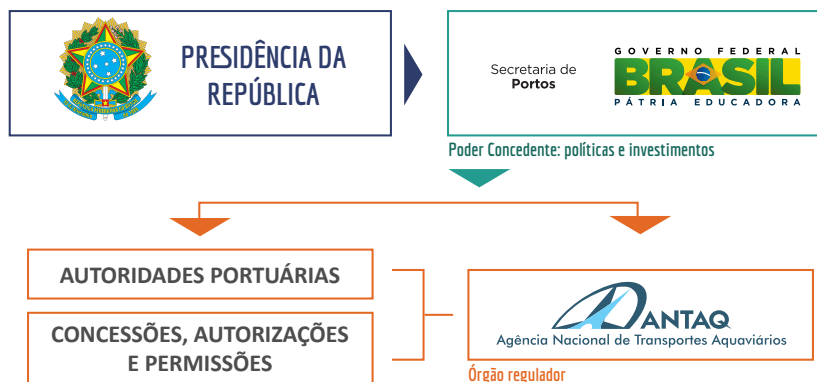 PRESIDÊNCIA DA
REPÚBLICA
Secretaria de
Portos
GOVERNO FEDERAL
BRASIL
PÁTRIA EDUCADORA
Poder Concedente: políticas e investimentos
AUTORIDADES PORTUÁRIAS
CONCESSÕES, AUTORIZAÇÕES
E PERMISSÕES
ANTAQ
Agência Nacional de Transportes Aquaviários
Órgão regulador